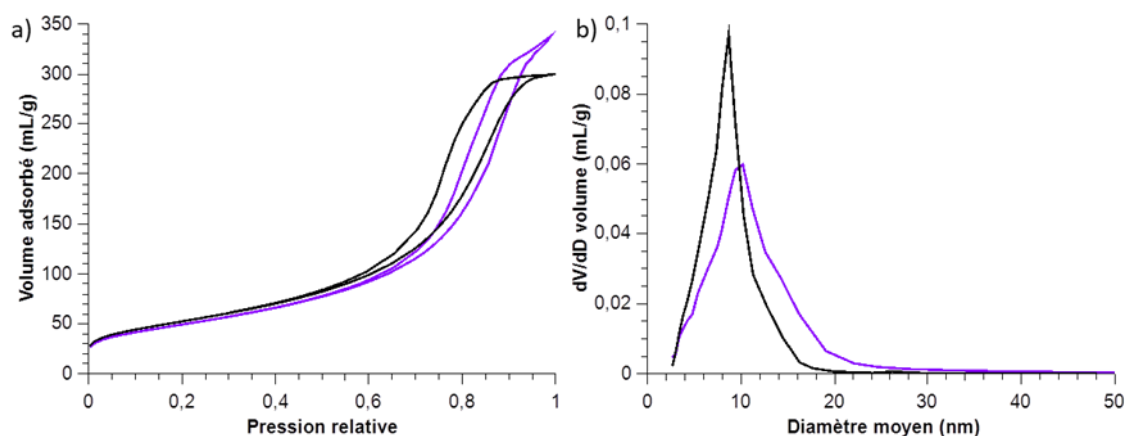 a)
350
300
250
200
150
100
50
0
Volume adsorbé (mL/g)
0 0,2 0,4 0,6 0,8 1
Pression relative
b)
0,1
0,08
0,06
0,04
0,02
0
dV/dD volume (mL/g)
0 10 20 30 40 50
Diamètre moyen (nm)